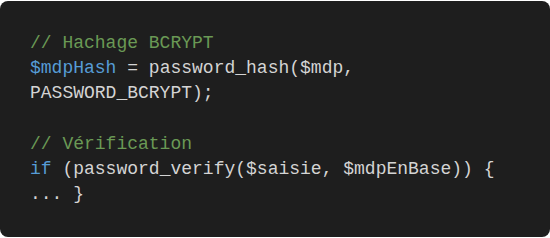 // Hachage BCRYPT
$mdpHash = password_hash($mdp,
PASSWORD_BCRYPT);
// Vérification
if (password_verify($saisie, $mdpEnBase)) {
... }